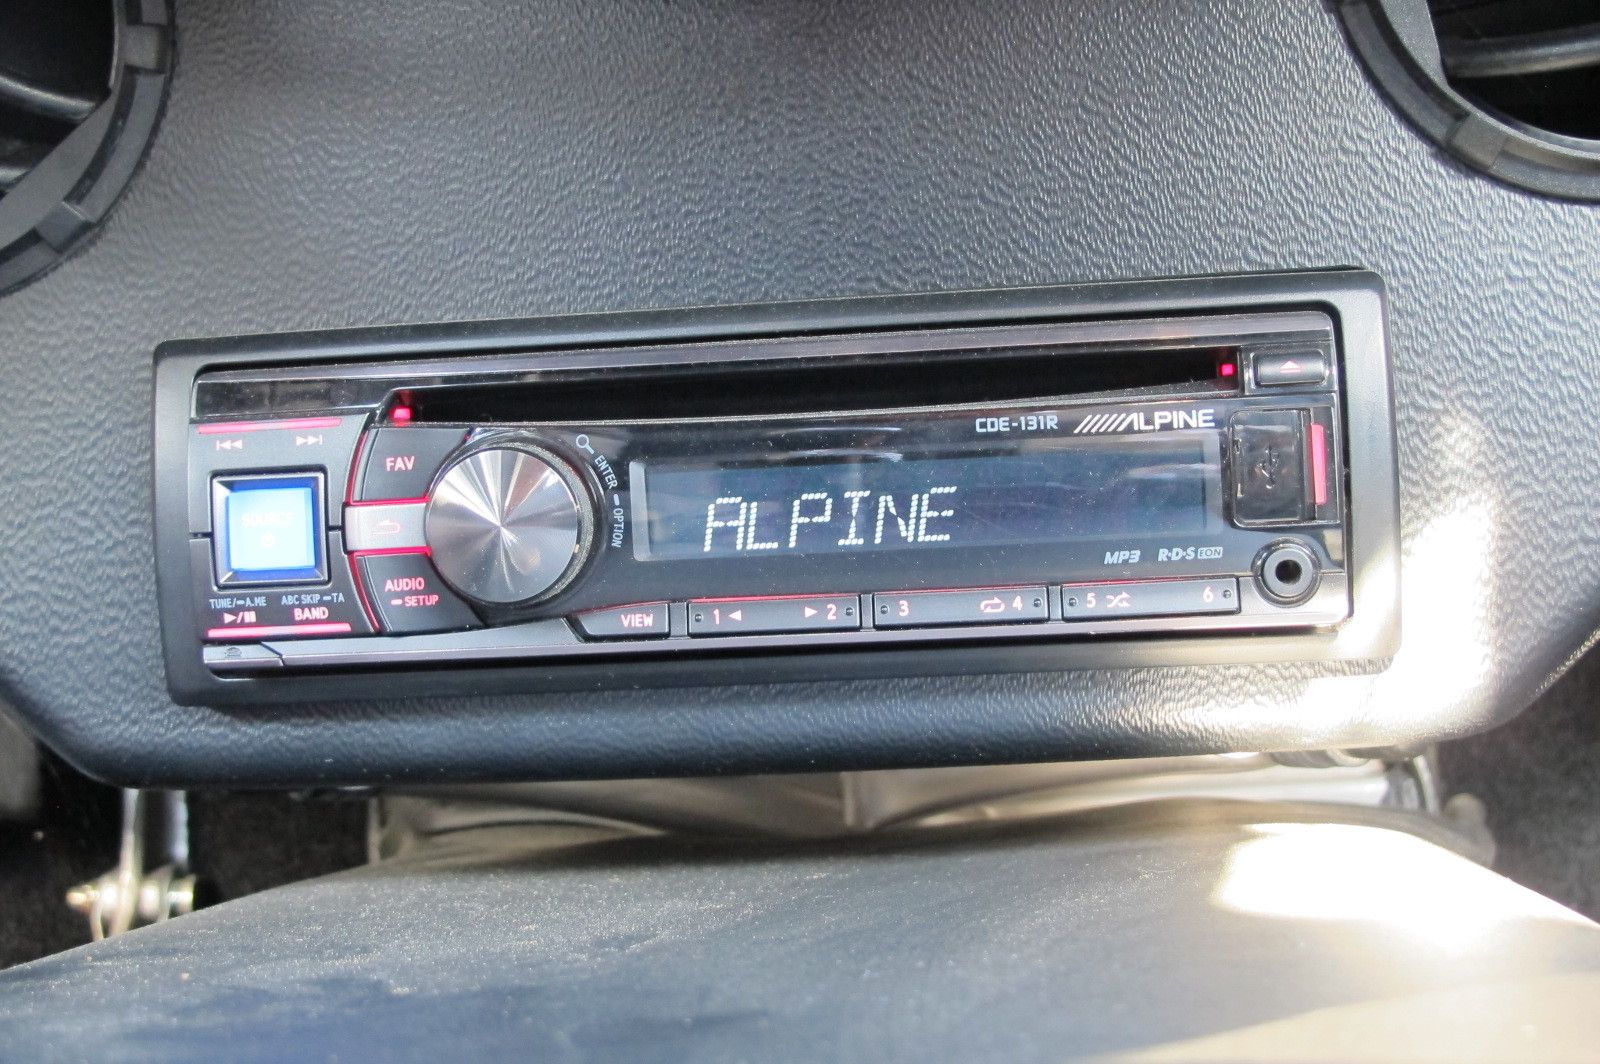 CDE-131R ALPINE
FAV
ENTER
OPTION
ALPINE
SOURCE
AUDIO
SETUP
MP3 R·D·S EON
TUNE/ A.ME ABC SKIP TA
BAND
VIEW 1 2 3 4 5 6